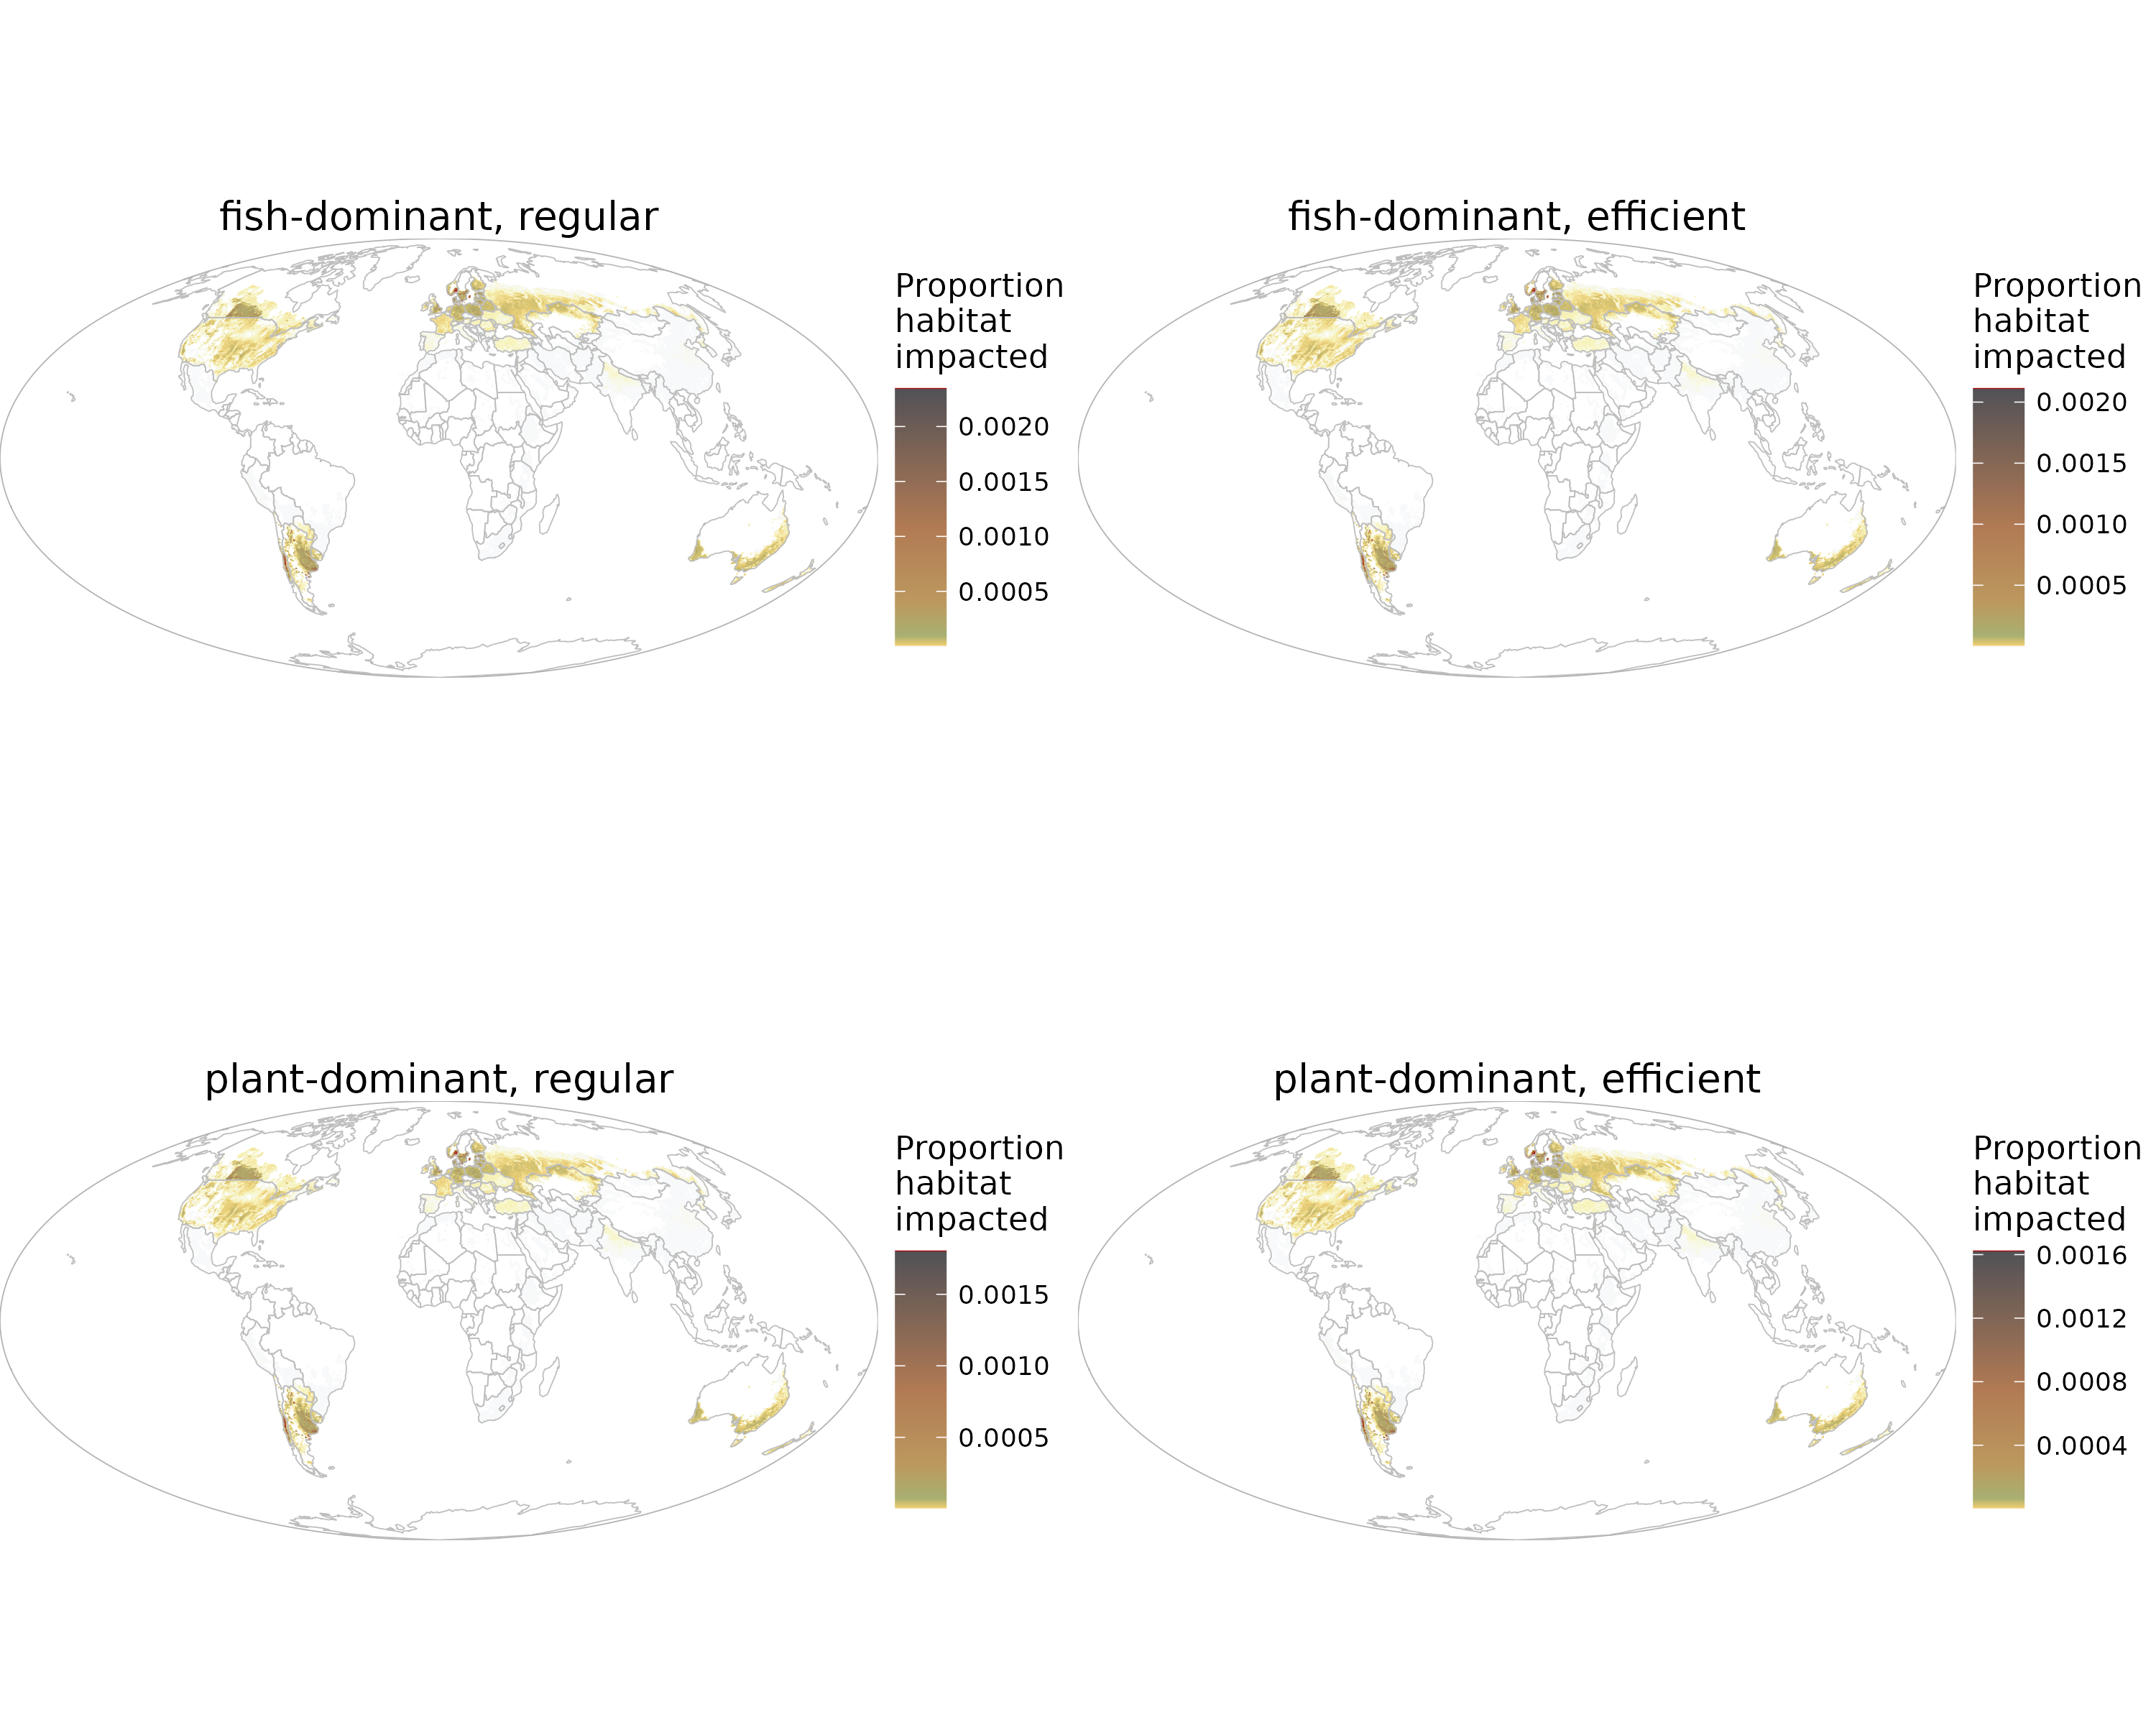 fish-dominant, regular
Proportion
habitat
impacted
0.0020
0.0015
0.0010
0.0005
fish-dominant, efficient
Proportion
habitat
impacted
0.0020
0.0015
0.0010
0.0005
plant-dominant, regular
Proportion
habitat
impacted
0.0015
0.0010
0.0005
plant-dominant, efficient
Proportion
habitat
impacted
0.0016
0.0012
0.0008
0.0004